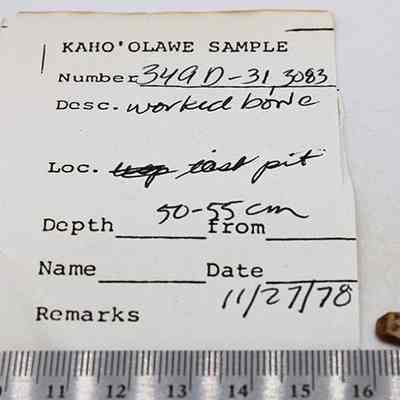 KAHO'OLAWE SAMPLE
Number 349D-31, 3083
Desc. worked bone
Loc. test pit
50-55 cm
Depth from
Name Date
11/27/78
Remarks
11 12 13 14 15 16